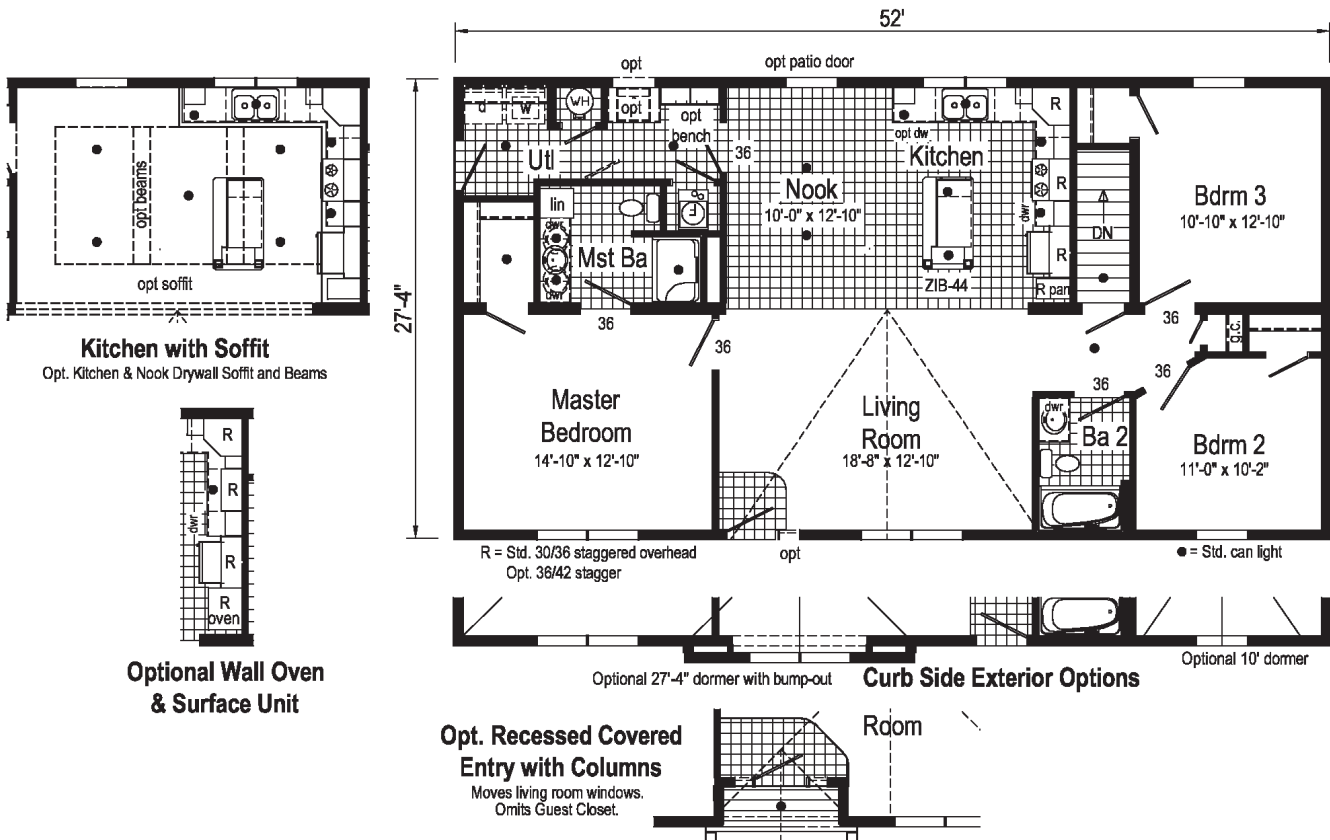 52'
opt
opt patio door
d
w
WH
opt
opt
bench
36
Utl
opt dw
Kitchen
R
Nook
10'-0" x 12'-10"
R
dwr
R
R pan
ZIB-44
DN
Bdrm 3
10'-10" x 12'-10"
lin
dwr
Mst Ba
dwr
36
36
27'-4"
Master
Bedroom
14'-10" x 12'-10"
Living
Room
18'-8" x 12'-10"
36
g.c.
36
36
dwr
Ba 2
Bdrm 2
11'-0" x 10'-2"
opt beams
opt soffit
Kitchen with Soffit
Opt. Kitchen & Nook Drywall Soffit and Beams
R
R
dwr
R
R
oven
Optional Wall Oven
& Surface Unit
R = Std. 30/36 staggered overhead
Opt. 36/42 stagger
opt
= Std. can light
Optional 27'-4" dormer with bump-out
Curb Side Exterior Options
Optional 10' dormer
Opt. Recessed Covered
Entry with Columns
Moves living room windows.
Omits Guest Closet.
Room